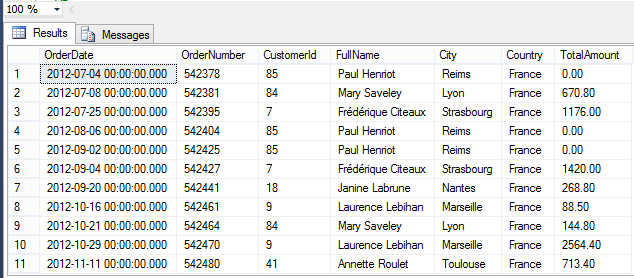 100 %
Results Messages
OrderDate OrderNumber CustomerId FullName City Country TotalAmount
1 2012-07-04 00:00:00.000 542378 85 Paul Henriot Reims France 0.00
2 2012-07-08 00:00:00.000 542381 84 Mary Saveley Lyon France 670.80
3 2012-07-25 00:00:00.000 542395 7 Frédérique Citeaux Strasbourg France 1176.00
4 2012-08-06 00:00:00.000 542404 85 Paul Henriot Reims France 0.00
5 2012-09-02 00:00:00.000 542425 85 Paul Henriot Reims France 0.00
6 2012-09-04 00:00:00.000 542427 7 Frédérique Citeaux Strasbourg France 1420.00
7 2012-09-20 00:00:00.000 542441 18 Janine Labrune Nantes France 268.80
8 2012-10-16 00:00:00.000 542461 9 Laurence Lebihan Marseille France 88.50
9 2012-10-21 00:00:00.000 542464 84 Mary Saveley Lyon France 144.80
10 2012-10-29 00:00:00.000 542470 9 Laurence Lebihan Marseille France 2564.40
11 2012-11-11 00:00:00.000 542480 41 Annette Roulet Toulouse France 713.40